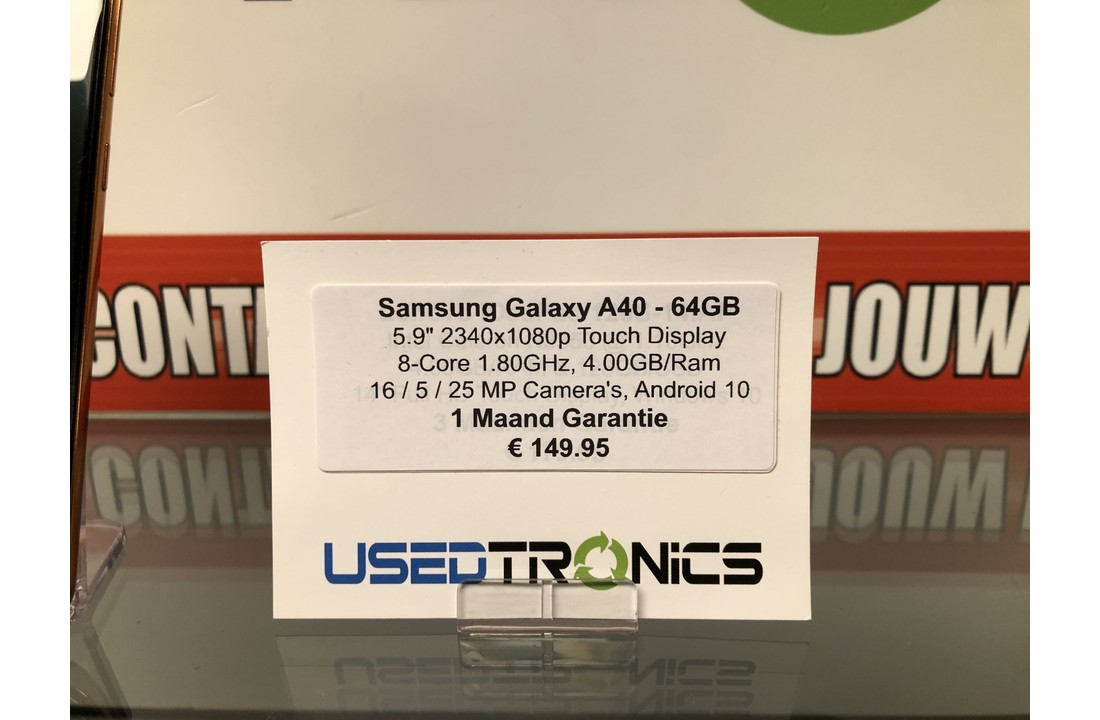 CONTA
JOUW
Samsung Galaxy A40 - 64GB
5.9" 2340x1080p Touch Display
8-Core 1.80GHz, 4.00GB/Ram
16 / 5 / 25 MP Camera's, Android 10
1 Maand Garantie
€ 149.95
USEDTRONiCS